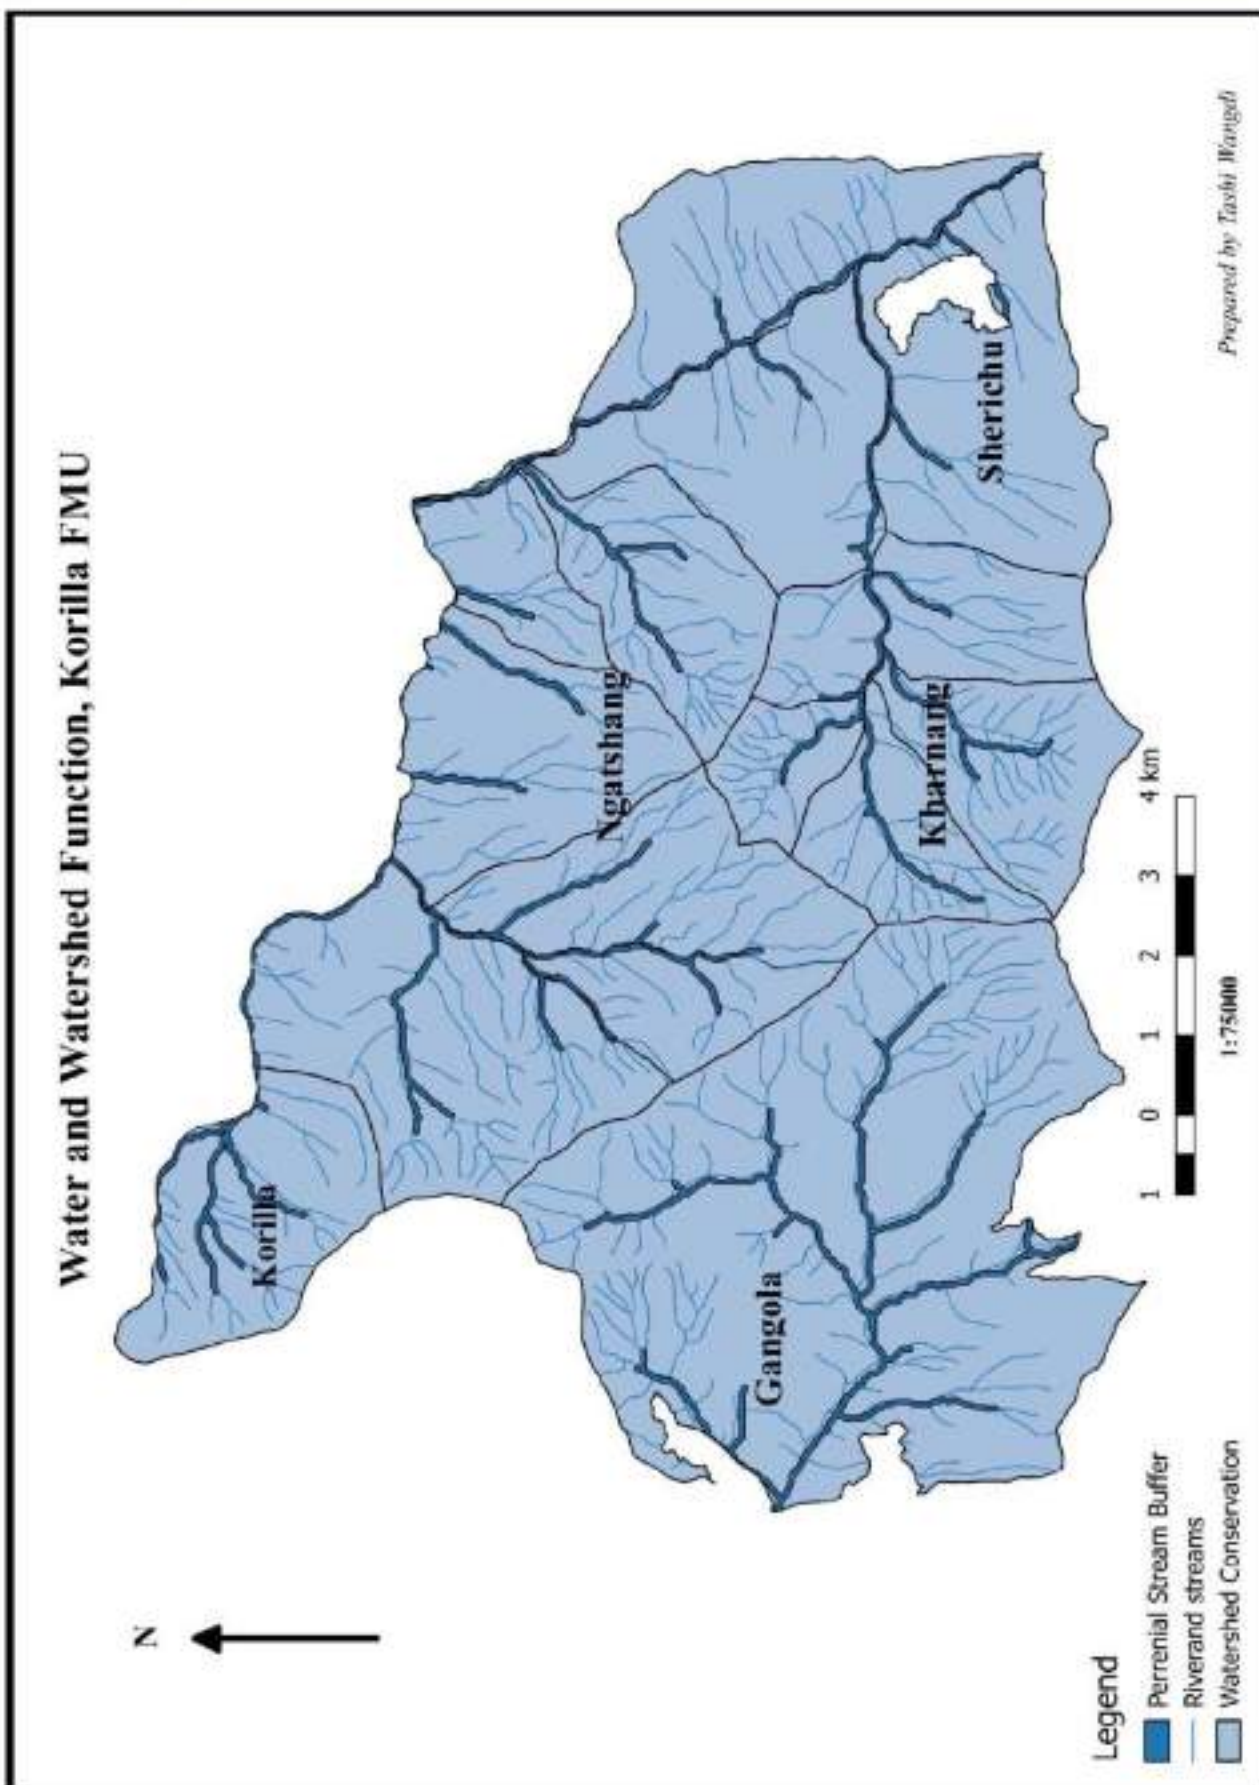 Water and Watershed Function, Korilla FMU
N
Korilla
Ngatshang
Gangola
Kharnang
Sherichu
Legend
Perrenial Stream Buffer
Riverand streams
Watershed Conservation
1 0 1 2 3 4 km
1:75000
Prepared by Tashi Wangdi